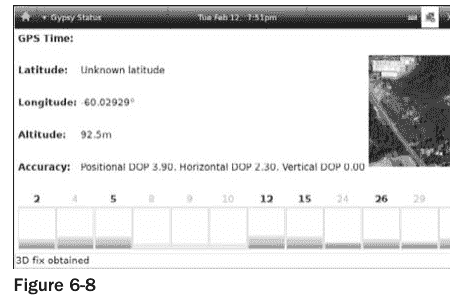 Gypsy Status Tue Feb 12, 7:51pm
GPS Time:
Latitude: Unknown latitude
Longitude: -60.02929°
Altitude: 92.5m
Accuracy: Positional DOP 3.90. Horizontal DOP 2.30. Vertical DOP 0.00
2 4 5 8 9 10 12 15 24 26 29
3D fix obtained
Figure 6-8